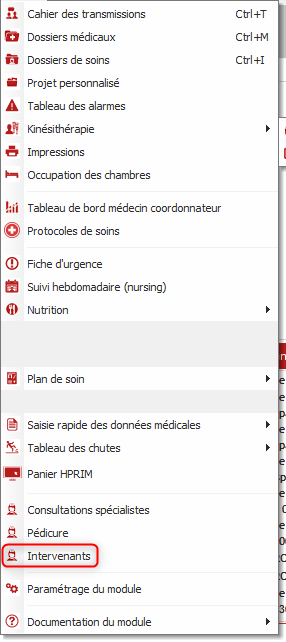 Cahier des transmissions Ctrl+T
Dossiers médicaux Ctrl+M
Dossiers de soins Ctrl+I
Projet personnalisé
Tableau des alarmes
Kinésithérapie
Impressions
Occupation des chambres
Tableau de bord médecin coordonnateur
Protocoles de soins
Fiche d'urgence
Suivi hebdomadaire (nursing)
Nutrition
Plan de soin
Saisie rapide des données médicales
Tableau des chutes
Panier HPRIM
Consultations spécialistes
Pédicure
Intervenants
Paramétrage du module
Documentation du module